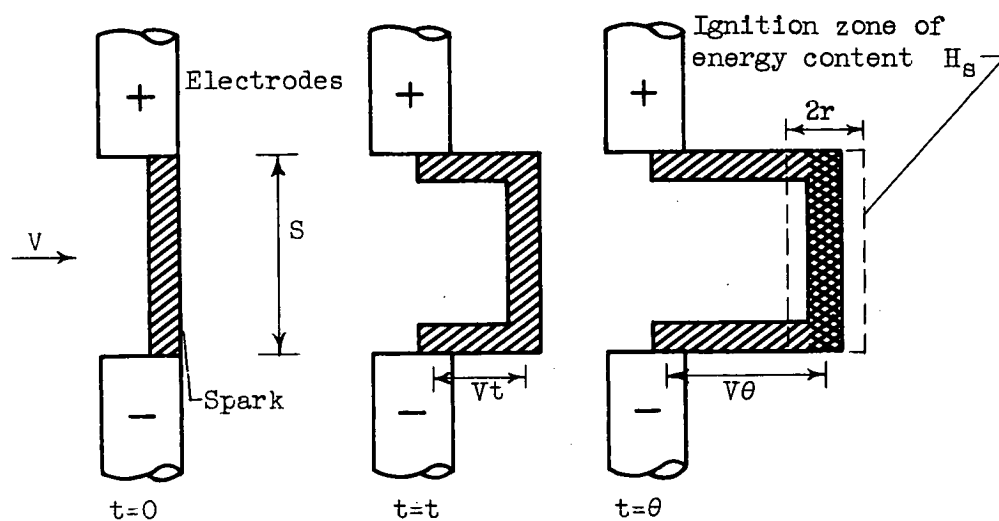 Ignition zone of
energy content H_s
Electrodes
+
+
+
2r
S
V
Vt
Vθ
Spark
−
−
−
t=0
t=t
t=θ